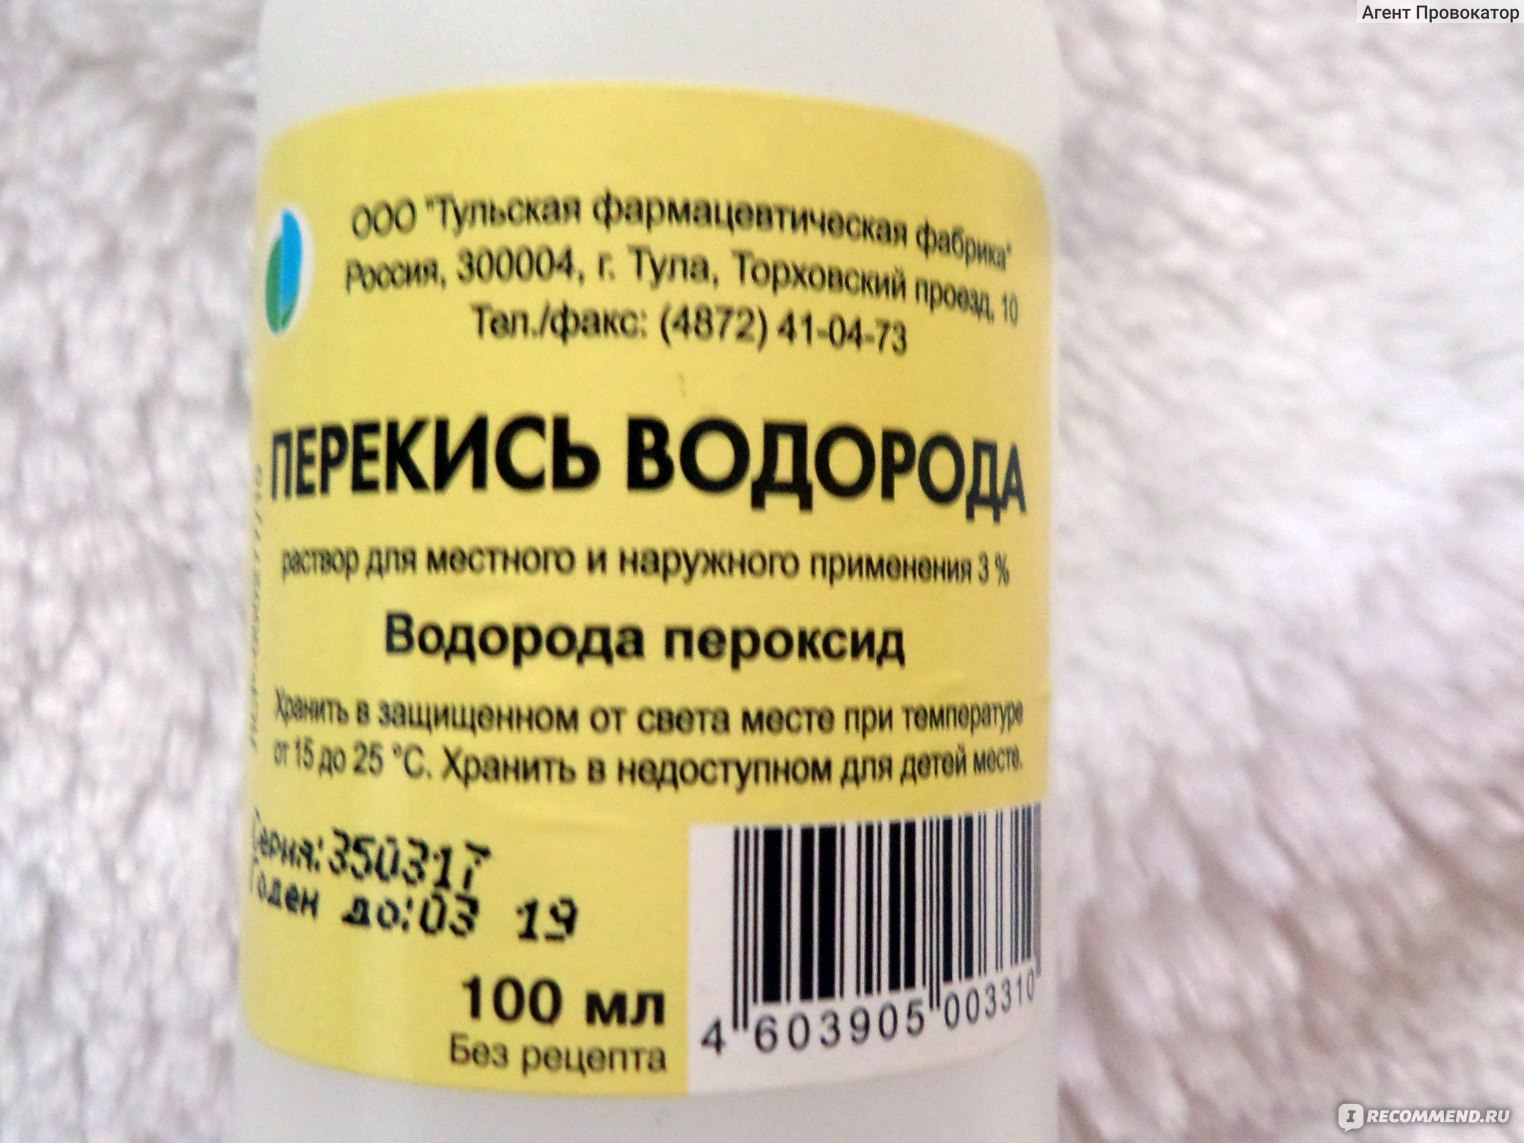 Агент Провокатор
ООО "Тульская фармацевтическая фабрика"
Россия, 300004, г. Тула, Торховский проезд, 10
Тел./факс: (4872) 41-04-73
ПЕРЕКИСЬ ВОДОРОДА
раствор для местного и наружного применения 3 %
Водорода пероксид
Хранить в защищенном от света месте при температуре
от 15 до 25 °С. Хранить в недоступном для детей месте.
Серия: 350317
Годен до: 03 19
100 мл
Без рецепта
4 603905 003310
IRECOMMEND.RU